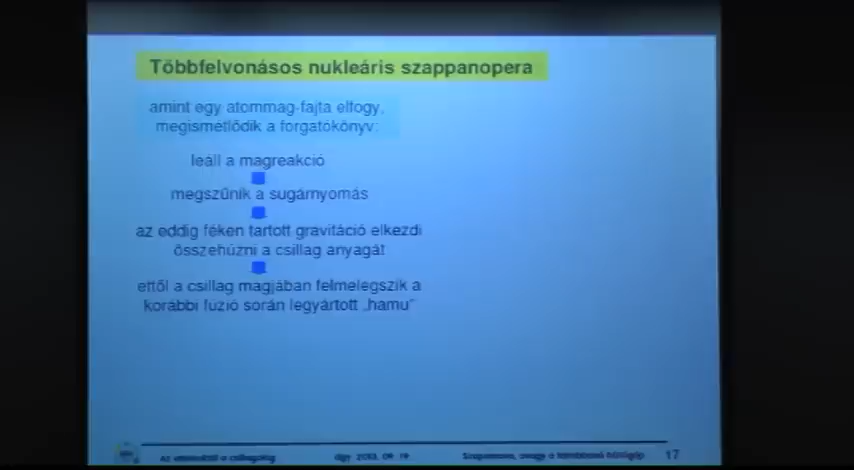 Többfelvonásos nukleáris szappanopera
amint egy atommag-fajta elfogy,
megismétlődik a forgatókönyv:
leáll a magreakció
megszűnik a sugárnyomás
az eddig féken tartott gravitáció elkezdi
összehúzni a csillag anyagát
ettől a csillag magjában felmelegszik a
korábbi fúzió során legyártott „hamu”
17